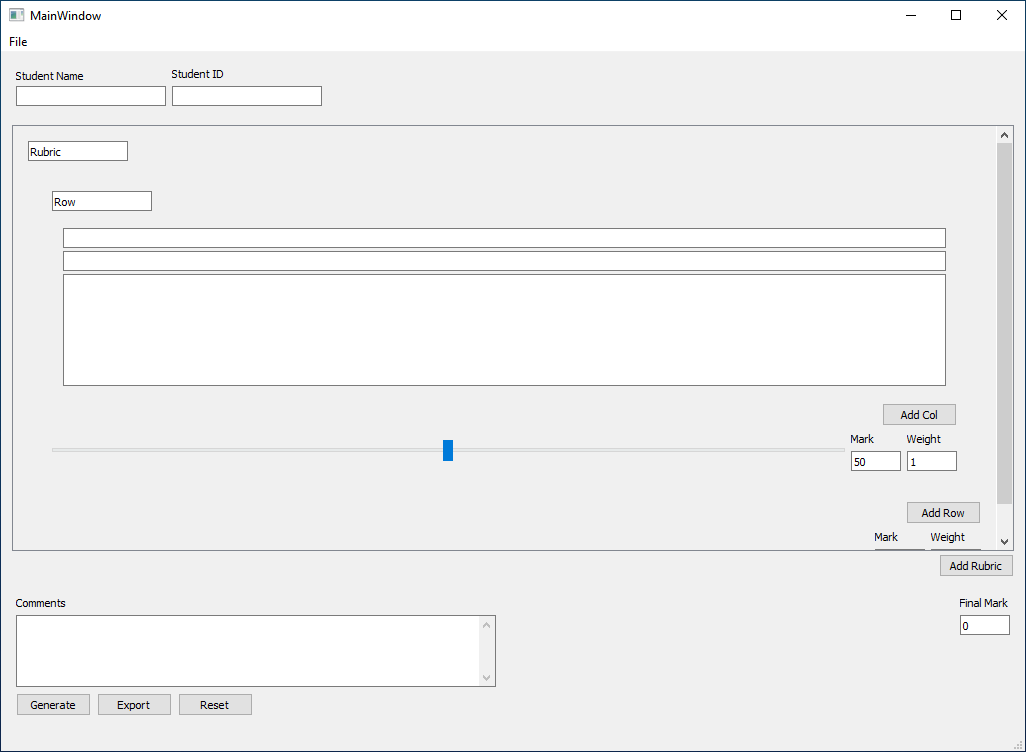 MainWindow
File
Student Name
Student ID
Rubric
Row
Add Col
Mark
Weight
50
1
Add Row
Mark
Weight
Add Rubric
Comments
Final Mark
0
Generate
Export
Reset